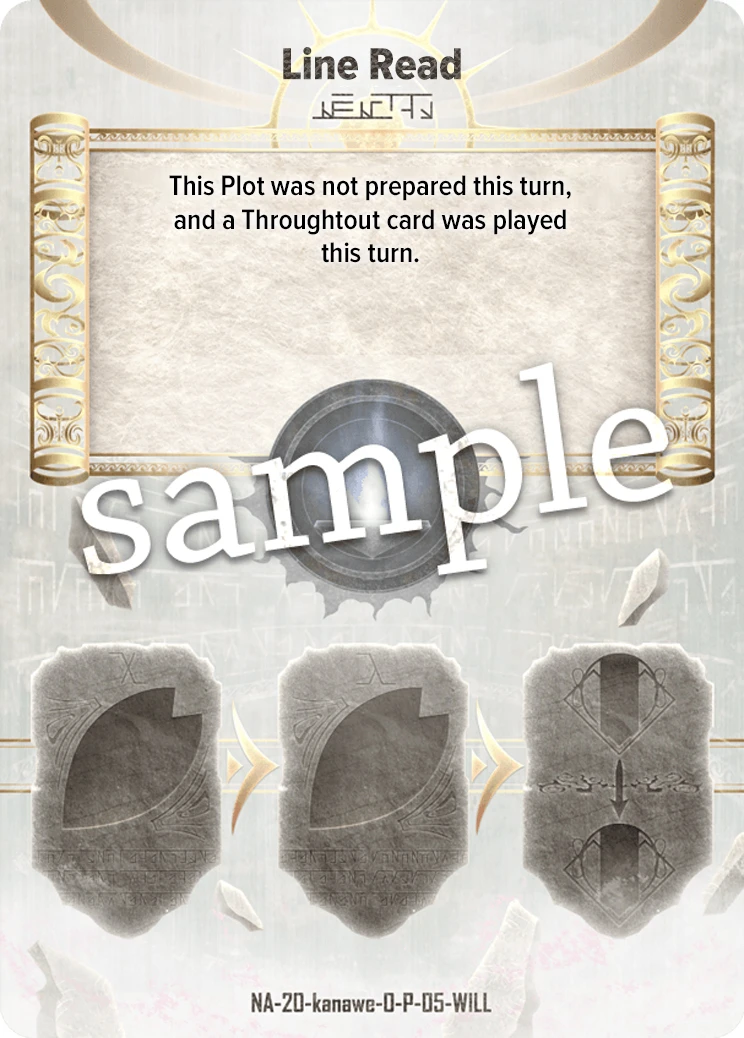 Line Read
This Plot was not prepared this turn,
and a Throughtout card was played
this turn.
sample
NA-20-kanawe-O-P-05-WILL